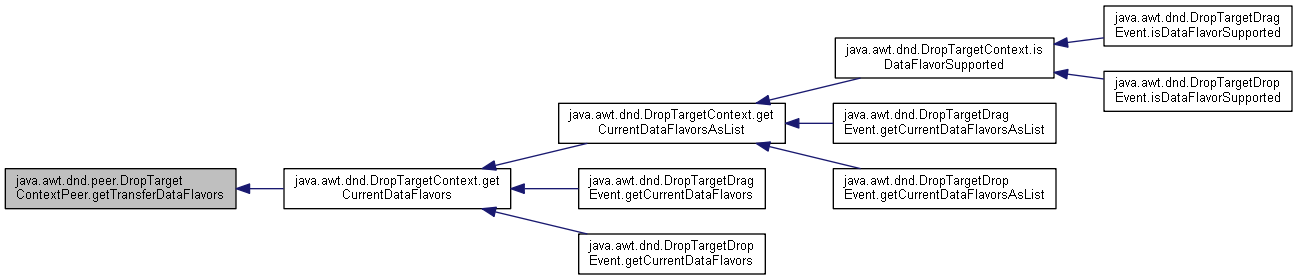 java.awt.dnd.DropTargetDrag
Event.isDataFlavorSupported
java.awt.dnd.DropTargetContext.is
DataFlavorSupported
java.awt.dnd.DropTargetDrop
Event.isDataFlavorSupported
java.awt.dnd.DropTargetContext.get
CurrentDataFlavorsAsList
java.awt.dnd.DropTargetDrag
Event.getCurrentDataFlavorsAsList
java.awt.dnd.peer.DropTarget
ContextPeer.getTransferDataFlavors
java.awt.dnd.DropTargetContext.get
CurrentDataFlavors
java.awt.dnd.DropTargetDrag
Event.getCurrentDataFlavors
java.awt.dnd.DropTargetDrop
Event.getCurrentDataFlavorsAsList
java.awt.dnd.DropTargetDrop
Event.getCurrentDataFlavors